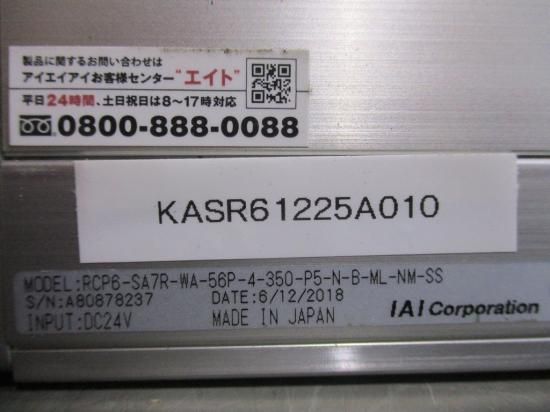 製品に関するお問い合わせは
アイエイアイお客様センター"エイト"
平日24時間、土日祝日は8〜17時対応
0800-888-0088
KASR61225A010
MODEL:RCP6-SA7R-WA-56P-4-350-P5-N-B-ML-NM-SS
S/N:A80878237 DATE:6/12/2018
INPUT:DC24V MADE IN JAPAN IAI Corporation